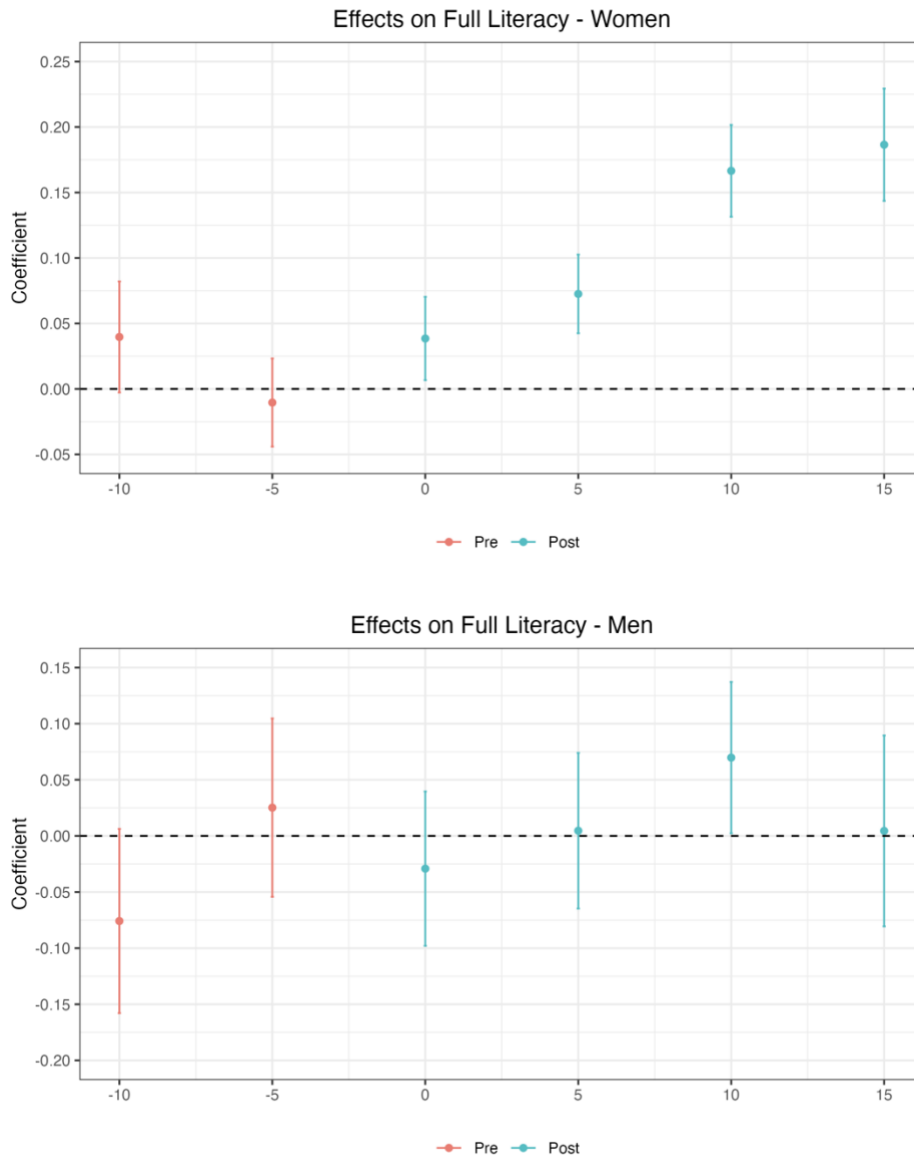 Effects on Full Literacy - Women
0.25
0.20
0.15
0.10
0.05
0.00
-0.05
Coefficient
-10 -5 0 5 10 15
Pre Post
Effects on Full Literacy - Men
0.15
0.10
0.05
0.00
-0.05
-0.10
-0.15
-0.20
Coefficient
-10 -5 0 5 10 15
Pre Post